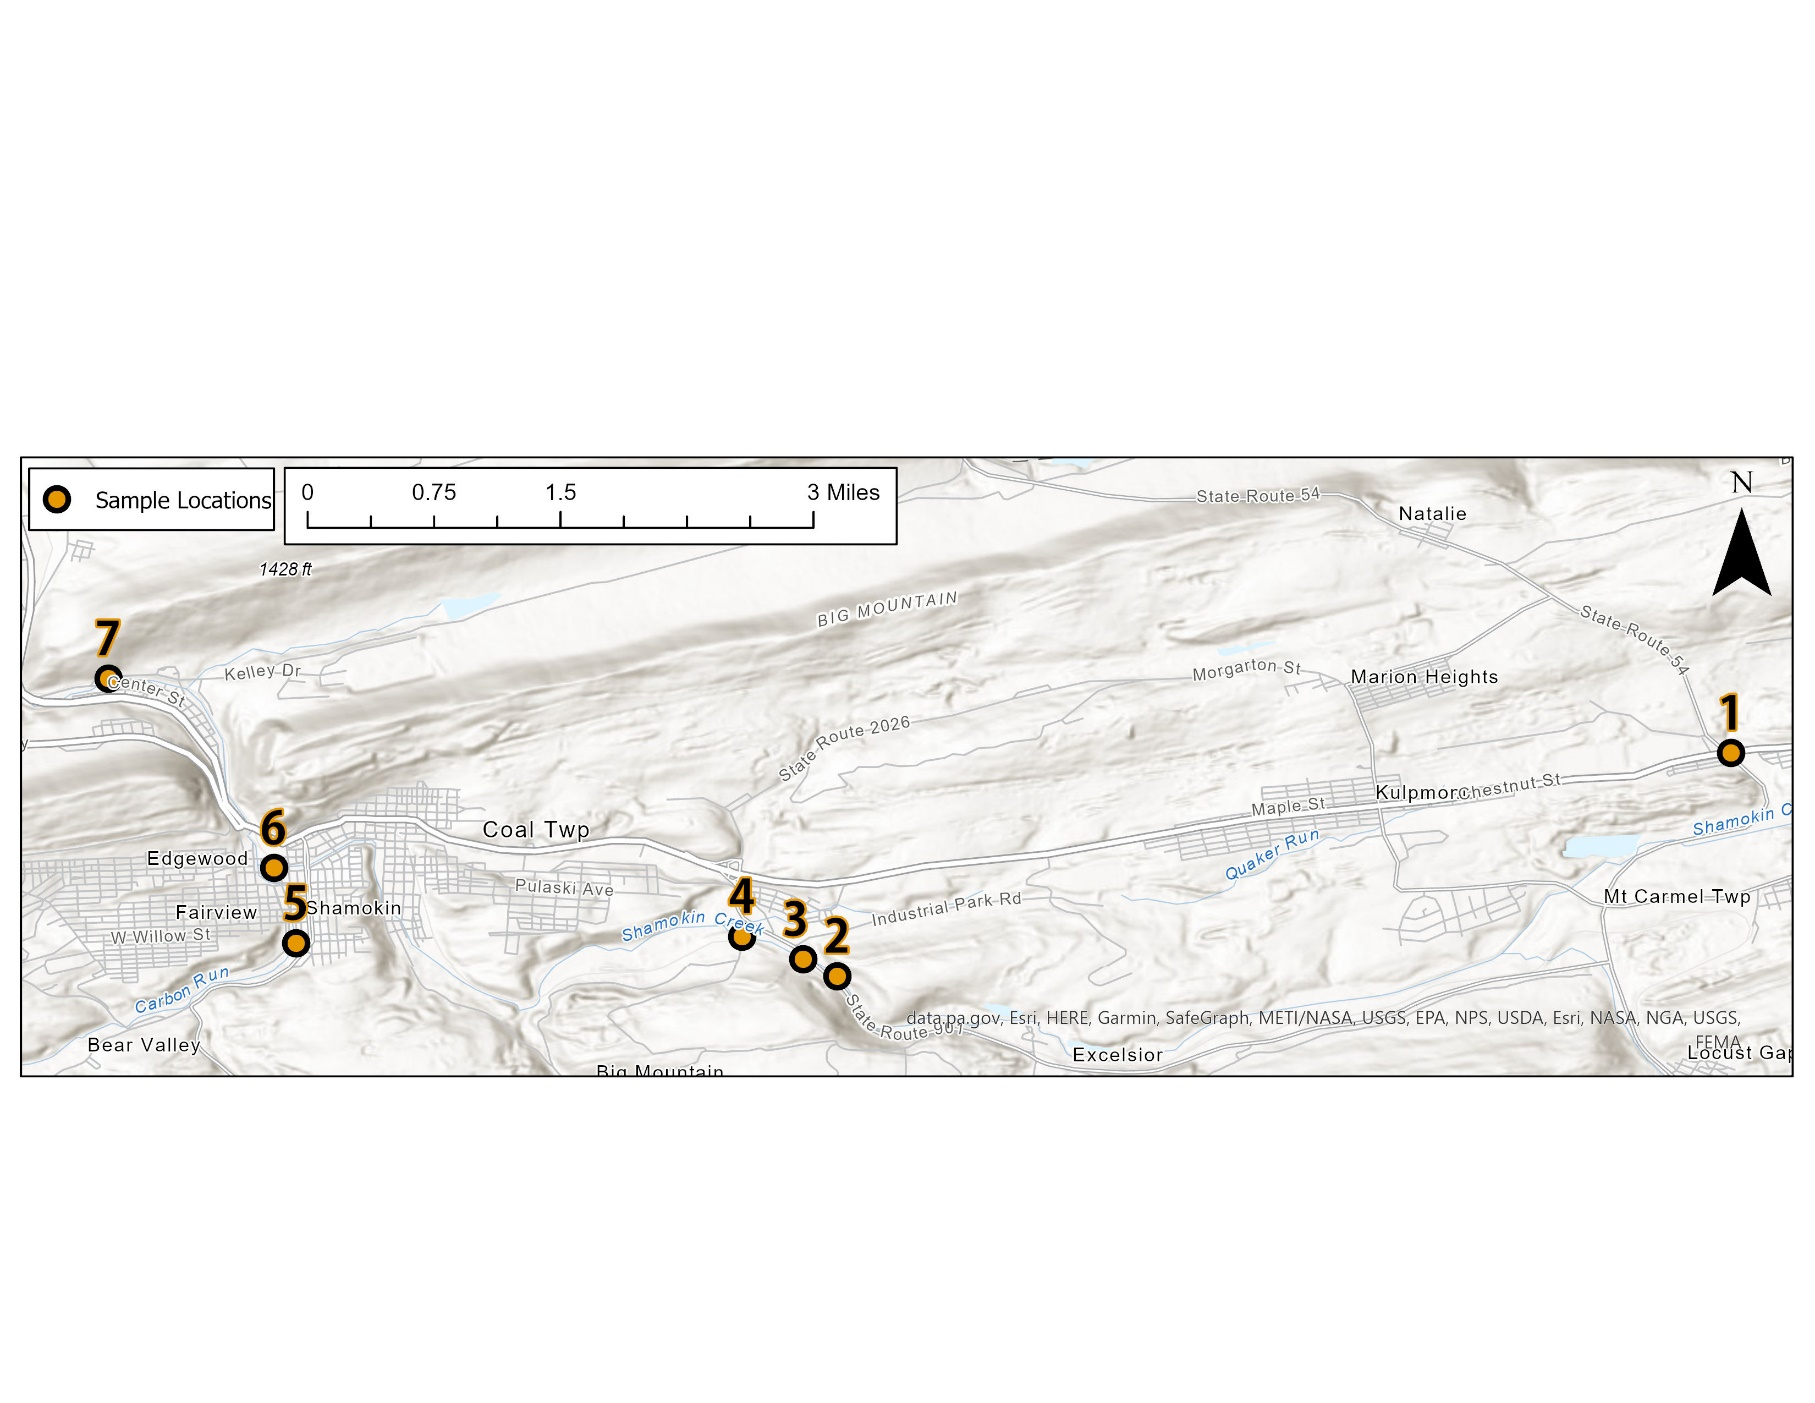 Sample Locations
0 0.75 1.5 3 Miles
N
State Route 54
Natalie
1428 ft
BIG MOUNTAIN
State Route 54
7
Kelley Dr
Center St
Morgarton St
Marion Heights
1
State Route 2026
Kulpmoro
Chestnut St
Maple St
Shamokin C
6
Coal Twp
Quaker Run
Edgewood
Pulaski Ave
4
5
Shamokin
Fairview
3
Industrial Park Rd
Mt Carmel Twp
W Willow St
Shamokin Creek
2
Carbon Run
State Route 901
data.pa.gov, Esri, HERE, Garmin, SafeGraph, METI/NASA, USGS, EPA, NPS, USDA, Esri, NASA, NGA, USGS,
FEMA
Bear Valley
Excelsior
Locust Gap
Big Mountain